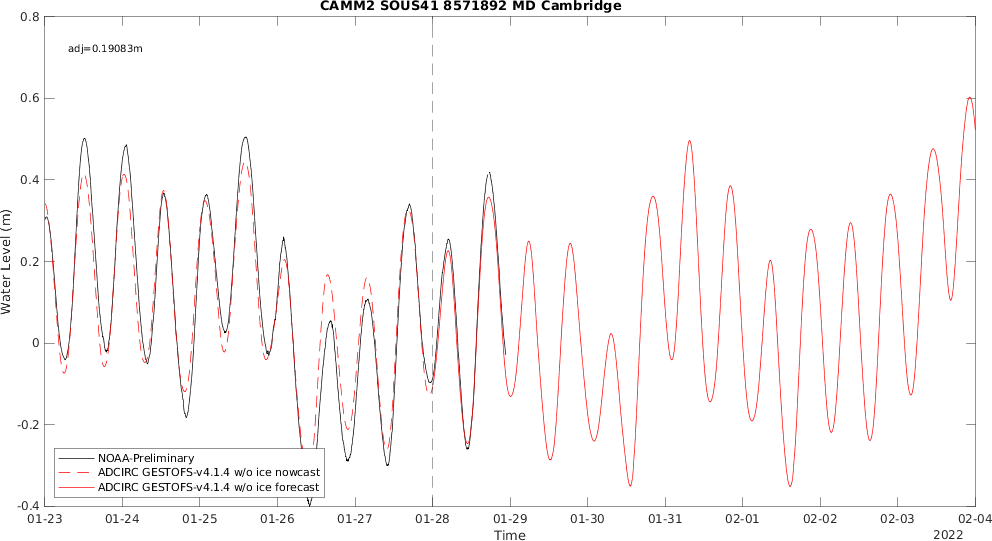 CAMM2 SOUS41 8571892 MD Cambridge
adj=0.19083m
Water Level (m)
0.8
0.6
0.4
0.2
0
-0.2
-0.4
NOAA-Preliminary
ADCIRC GESTOFS-v4.1.4 w/o ice nowcast
ADCIRC GESTOFS-v4.1.4 w/o ice forecast
01-23 01-24 01-25 01-26 01-27 01-28 01-29 01-30 01-31 02-01 02-02 02-03 02-04
Time
2022